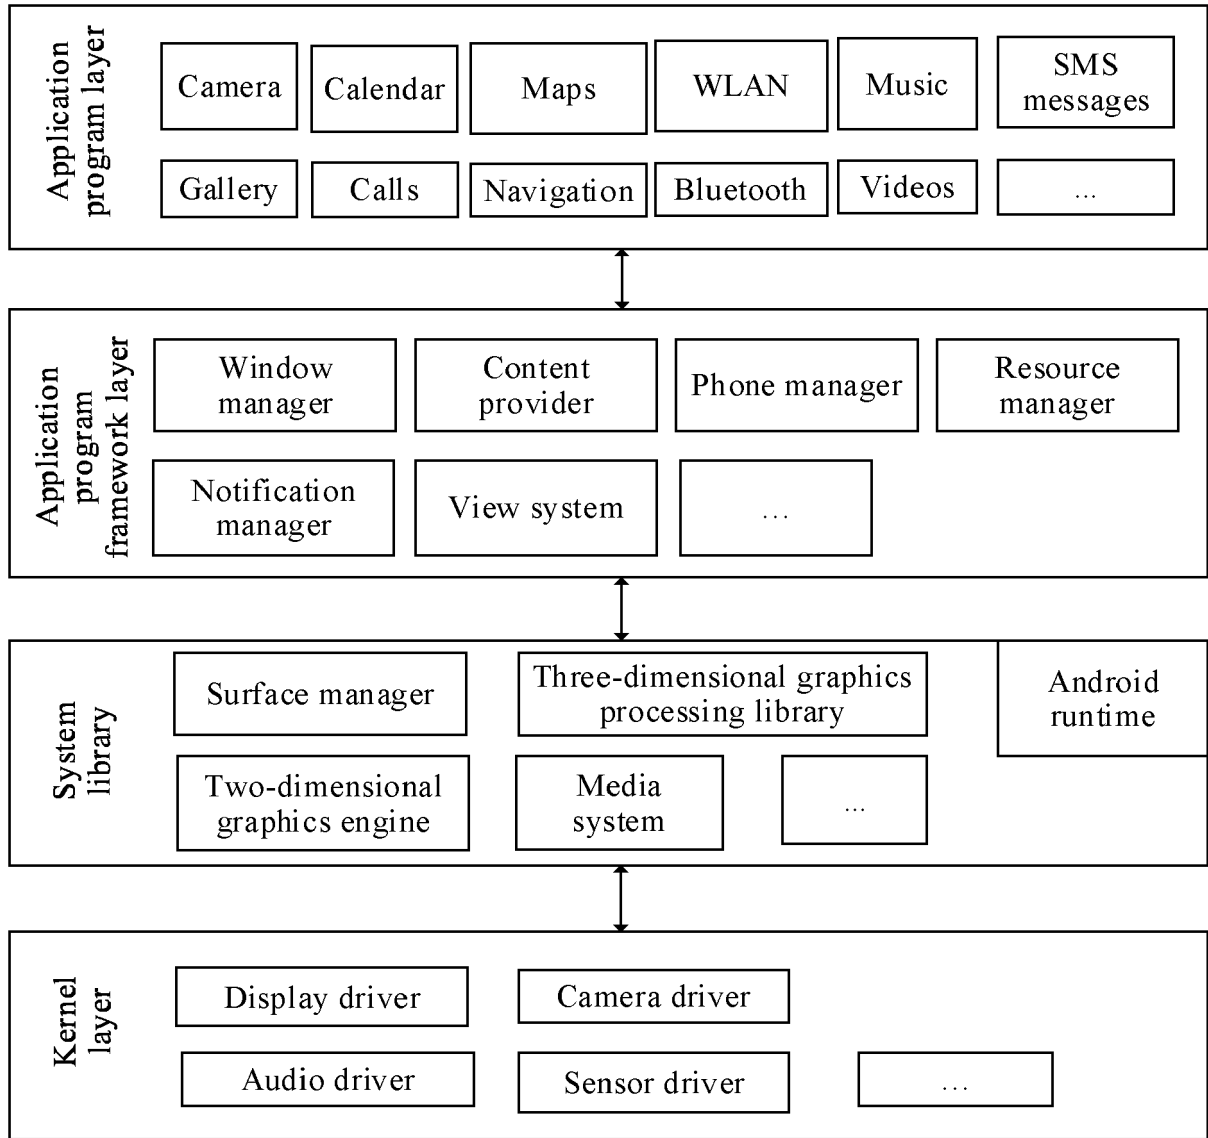 Application
program layer
Camera
Calendar
Maps
WLAN
Music
SMS
messages
Gallery
Calls
Navigation
Bluetooth
Videos
...
Application
program
framework layer
Window
manager
Content
provider
Phone manager
Resource
manager
Notification
manager
View system
...
System
library
Surface manager
Three-dimensional graphics
processing library
Android
runtime
Two-dimensional
graphics engine
Media
system
...
Kernel
layer
Display driver
Camera driver
Audio driver
Sensor driver
...